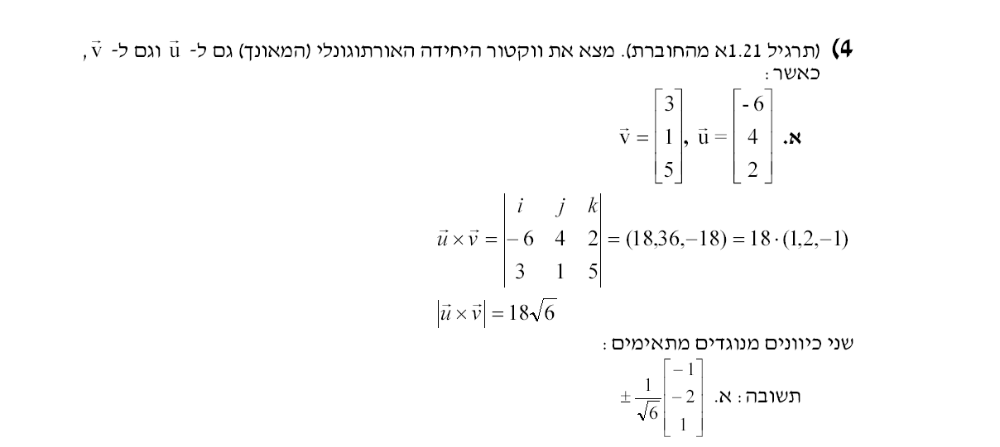 4) (תרגיל 1.21א מהחוברת). מצא את ווקטור היחידה האורתוגונלי (המאונך) גם ל- u⃗ וגם ל- v⃗ ,
כאשר :
א. u⃗ = [-6 4 2] , v⃗ = [3 1 5]
u⃗ × v⃗ = |i j k; −6 4 2; 3 1 5| = (18,36,−18) = 18·(1,2,−1)
|u⃗ × v⃗| = 18√6
שני כיוונים מנוגדים מתאימים :
תשובה : א. ± 1/√6 [−1 −2 1]